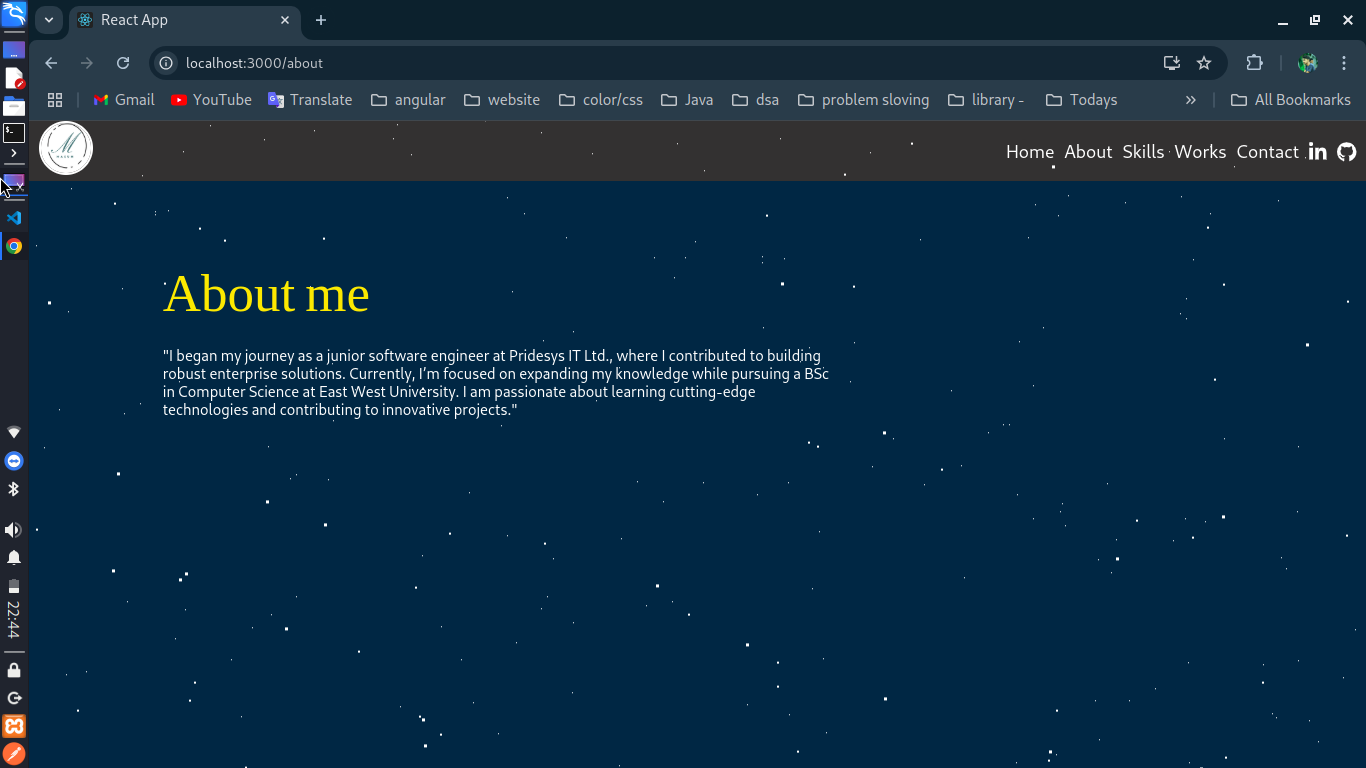 React App
localhost:3000/about
Gmail YouTube Translate angular website color/css Java dsa problem sloving library - Todays » All Bookmarks
M
Home About Skills Works Contact in
About me
"I began my journey as a junior software engineer at Pridesys IT Ltd., where I contributed to building
robust enterprise solutions. Currently, I’m focused on expanding my knowledge while pursuing a BSc
in Computer Science at East West University. I am passionate about learning cutting-edge
technologies and contributing to innovative projects."
22:44